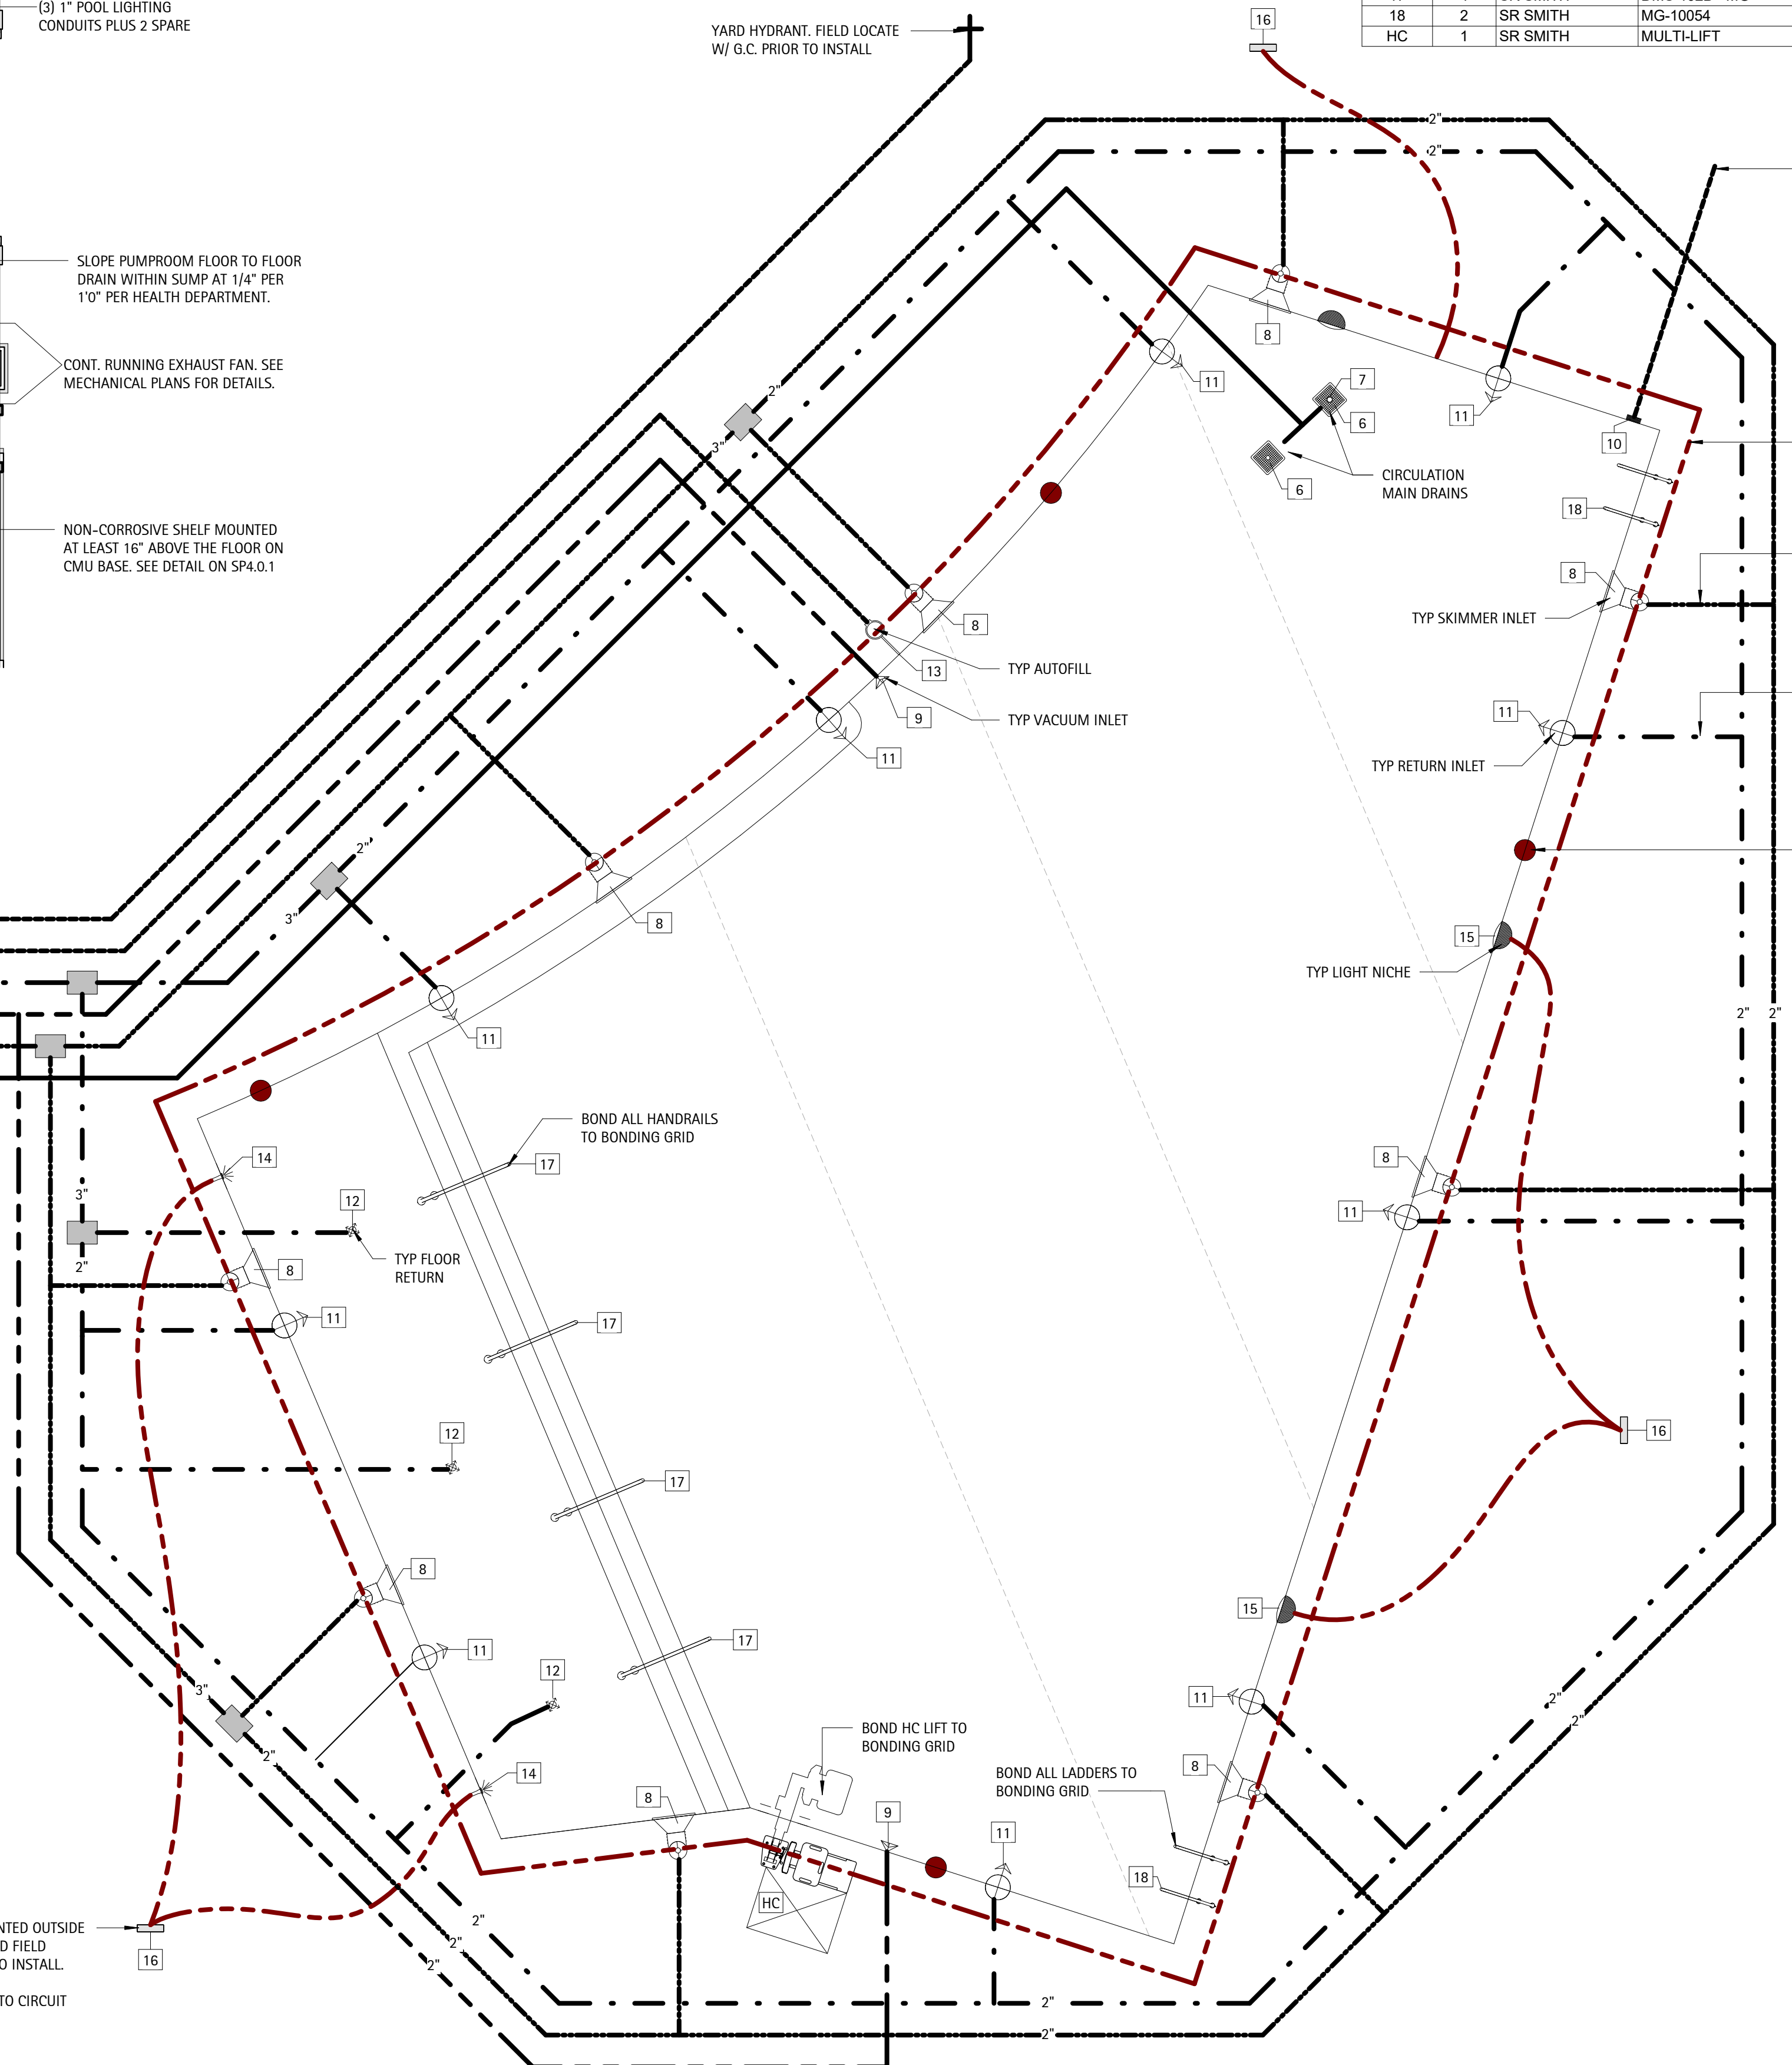 (3) 1" POOL LIGHTING
CONDUITS PLUS 2 SPARE
YARD HYDRANT. FIELD LOCATE
W/ G.C. PRIOR TO INSTALL
16
18 2 SR SMITH MG-10054
HC 1 SR SMITH MULTI-LIFT
2"
2"
SLOPE PUMPROOM FLOOR TO FLOOR
DRAIN WITHIN SUMP AT 1/4" PER
1'0" PER HEALTH DEPARTMENT.
CONT. RUNNING EXHAUST FAN. SEE
MECHANICAL PLANS FOR DETAILS.
NON-CORROSIVE SHELF MOUNTED
AT LEAST 16" ABOVE THE FLOOR ON
CMU BASE. SEE DETAIL ON SP4.0.1
8
11
7
6
11
10
6
CIRCULATION
MAIN DRAINS
2"
3"
18
8
TYP SKIMMER INLET
8
13
TYP AUTOFILL
9
TYP VACUUM INLET
11
11
TYP RETURN INLET
2"
3"
8
15
TYP LIGHT NICHE
2"
2"
11
BOND ALL HANDRAILS
TO BONDING GRID
14
17
8
3"
12
11
TYP FLOOR
RETURN
2"
8
11
17
12
17
16
8
15
11
17
3"
12
2"
11
2"
2"
BOND HC LIFT TO
BONDING GRID
14
8
BOND ALL LADDERS TO
BONDING GRID
8
9
11
18
HC
NTED OUTSIDE
D FIELD
O INSTALL.
TO CIRCUIT
16
2"
2"
2"
2"
2"